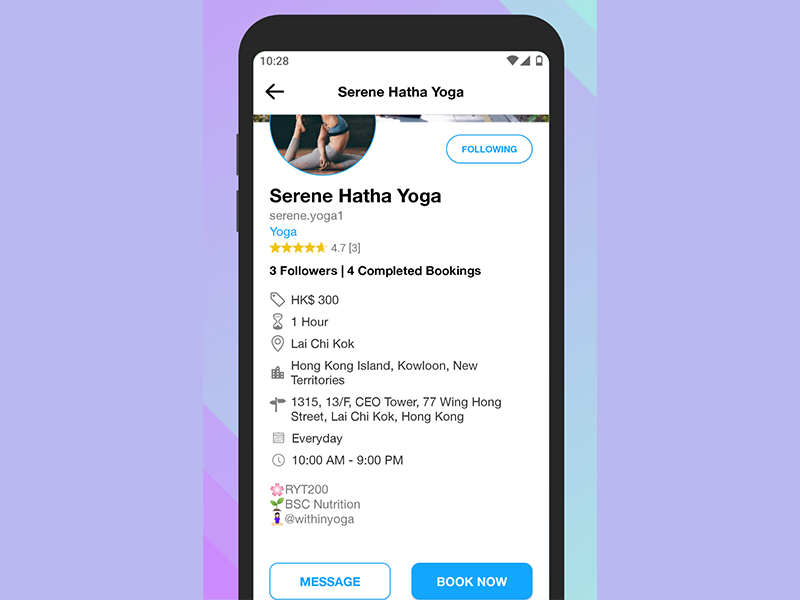 10:28
Serene Hatha Yoga
FOLLOWING
Serene Hatha Yoga
serene.yoga1
Yoga
4.7 [3]
3 Followers | 4 Completed Bookings
HK$ 300
1 Hour
Lai Chi Kok
Hong Kong Island, Kowloon, New
Territories
1315, 13/F, CEO Tower, 77 Wing Hong
Street, Lai Chi Kok, Hong Kong
Everyday
10:00 AM - 9:00 PM
🌸RYT200
🌱BSC Nutrition
🧘🏻‍♀️@withinyoga
MESSAGE
BOOK NOW